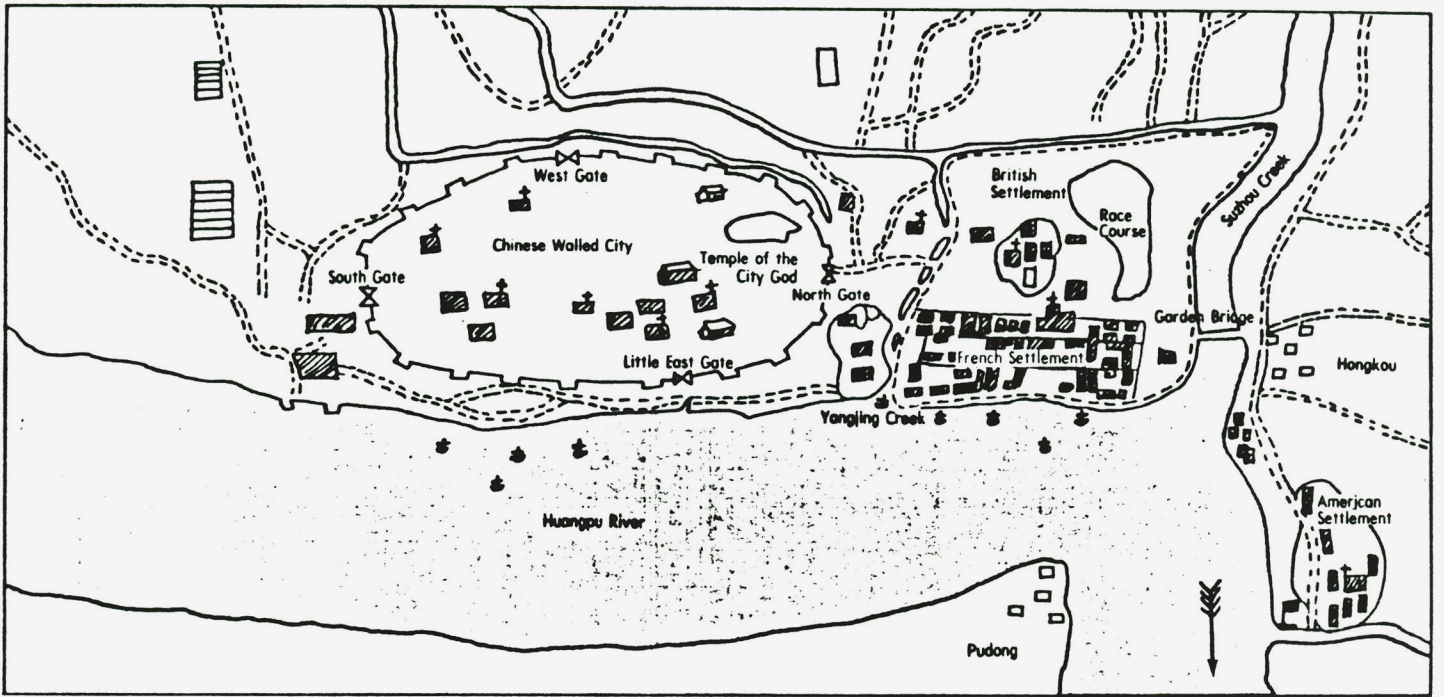 West Gate
British
Settlement
Race
Course
Suzhou Creek
Chinese Walled City
Temple of the
City God
South Gate
North Gate
Garden Bridge
Little East Gate
French Settlement
Hongkou
Yangjing Creek
American
Settlement
Huangpu River
Pudong